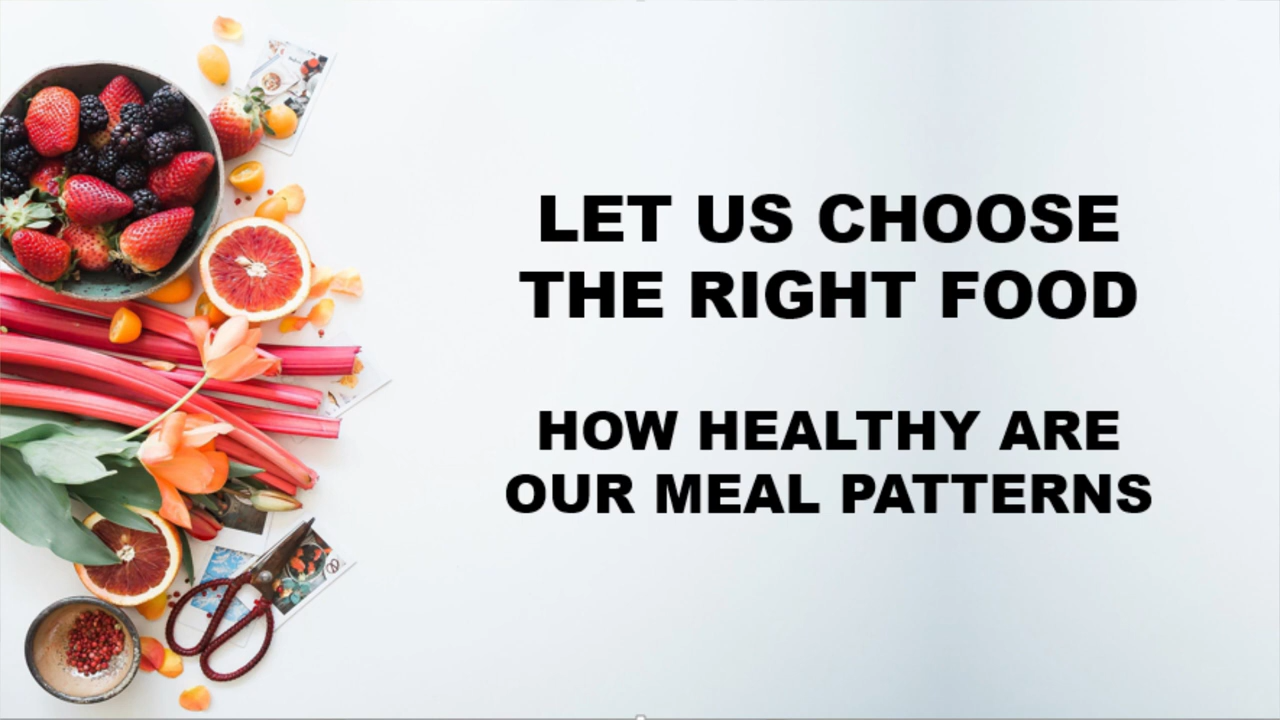 LET US CHOOSE
THE RIGHT FOOD
HOW HEALTHY ARE
OUR MEAL PATTERNS